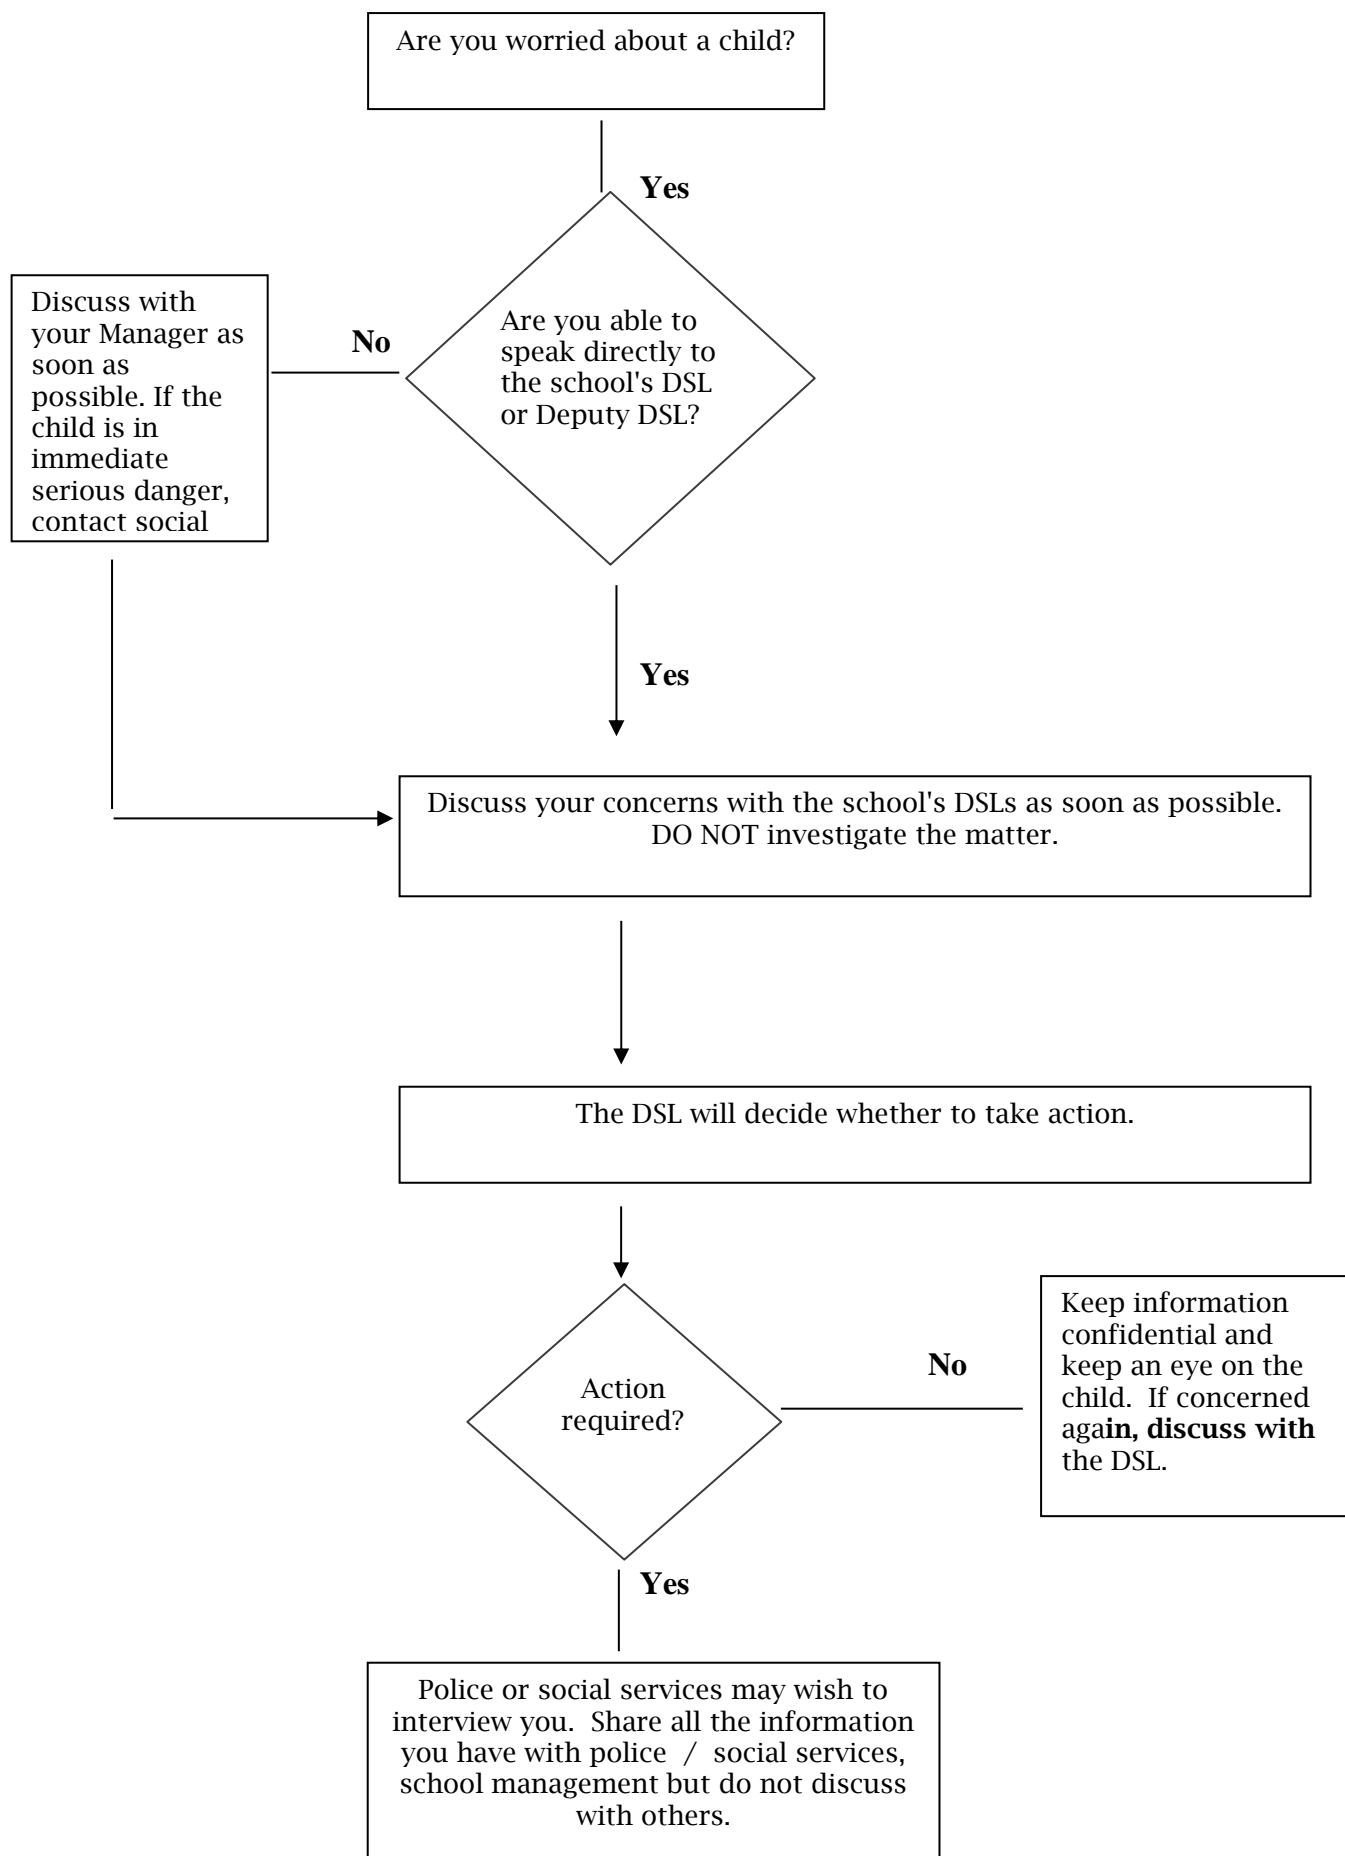 Are you worried about a child?
Yes
Discuss with
your Manager as
soon as
possible. If the
child is in
immediate
serious danger,
contact social
No
Are you able to
speak directly to
the school's DSL
or Deputy DSL?
Yes
Discuss your concerns with the school's DSLs as soon as possible.
DO NOT investigate the matter.
The DSL will decide whether to take action.
Action
required?
No
Keep information
confidential and
keep an eye on the
child.  If concerned
again, discuss with
the DSL.
Yes
Police or social services may wish to
interview you.  Share all the information
you have with police  /  social services,
school management but do not discuss
with others.